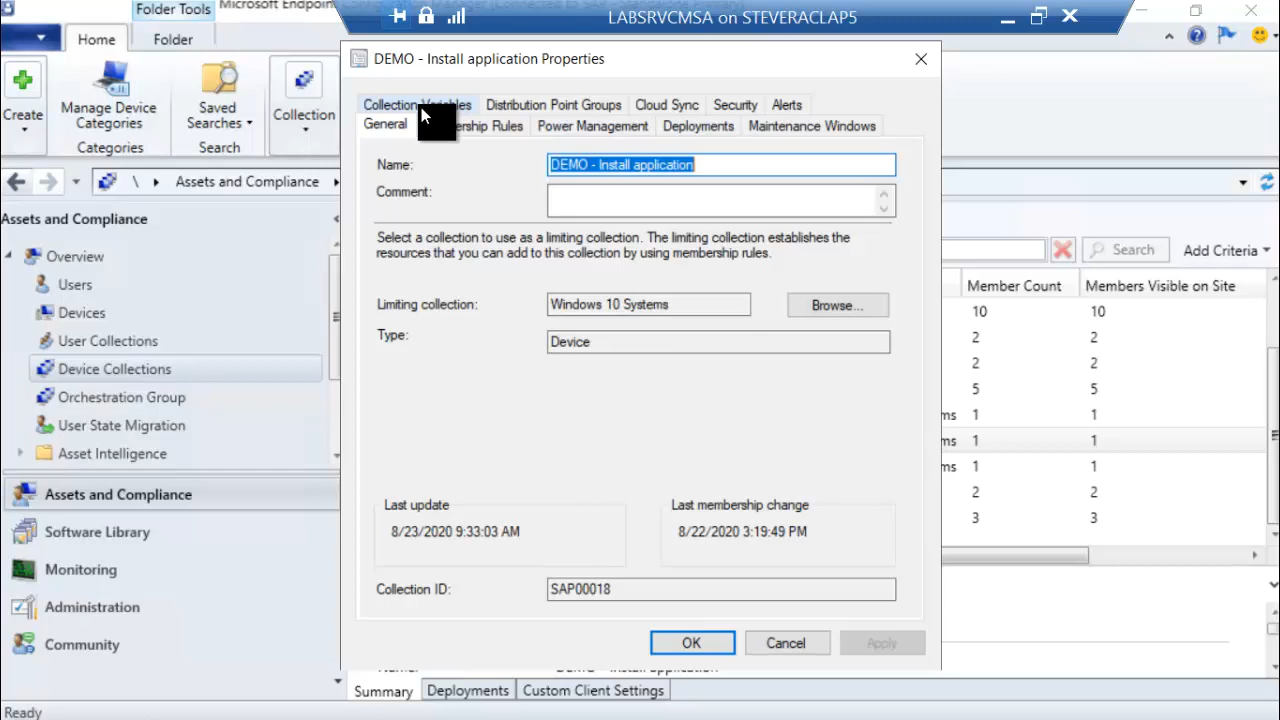 Folder Tools
Microsoft Endpoint
LABSRVCMSA on STEVERACLAP5
Home
Folder
DEMO - Install application Properties
Create
Manage Device
Categories
Saved
Searches
Collection
Categories
Search
Collection Variables
Distribution Point Groups
Cloud Sync
Security
Alerts
General
ership Rules
Power Management
Deployments
Maintenance Windows
Name:
DEMO - Install application
Comment:
\
Assets and Compliance
Assets and Compliance
Select a collection to use as a limiting collection. The limiting collection establishes the
resources that you can add to this collection by using membership rules.
Search
Add Criteria
Overview
Users
Devices
User Collections
Device Collections
Orchestration Group
User State Migration
Asset Intelligence
Limiting collection:
Windows 10 Systems
Browse...
Type:
Device
Member Count
Members Visible on Site
10
10
2
2
2
2
5
5
ms
1
1
ms
1
1
ms
1
1
2
2
3
3
Assets and Compliance
Software Library
Monitoring
Administration
Community
Last update
8/23/2020 9:33:03 AM
Last membership change
8/22/2020 3:19:49 PM
Collection ID:
SAP00018
OK
Cancel
Apply
Summary
Deployments
Custom Client Settings
Ready